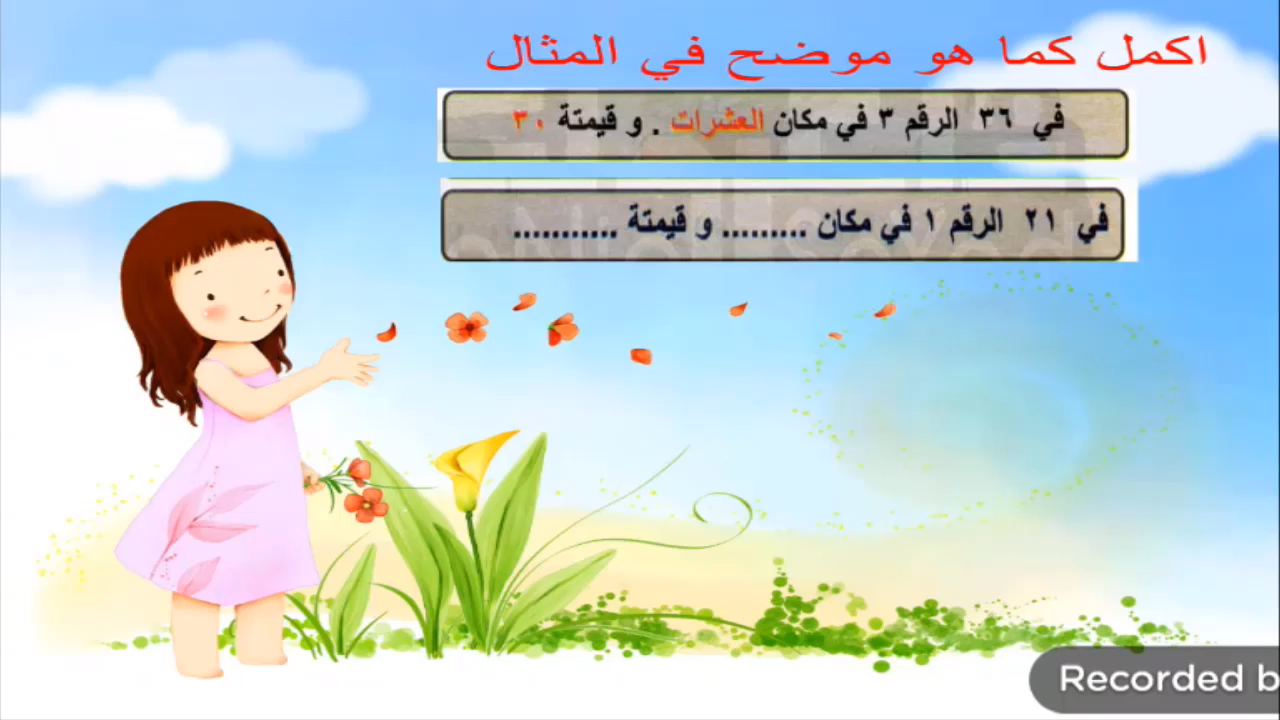 اكمل كما هو موضح في المثال
في ٣٦ الرقم ٣ في مكان العشرات . و قيمتة ٣٠
في ٢١ الرقم ١ في مكان ......... و قيمتة ...........
Recorded b